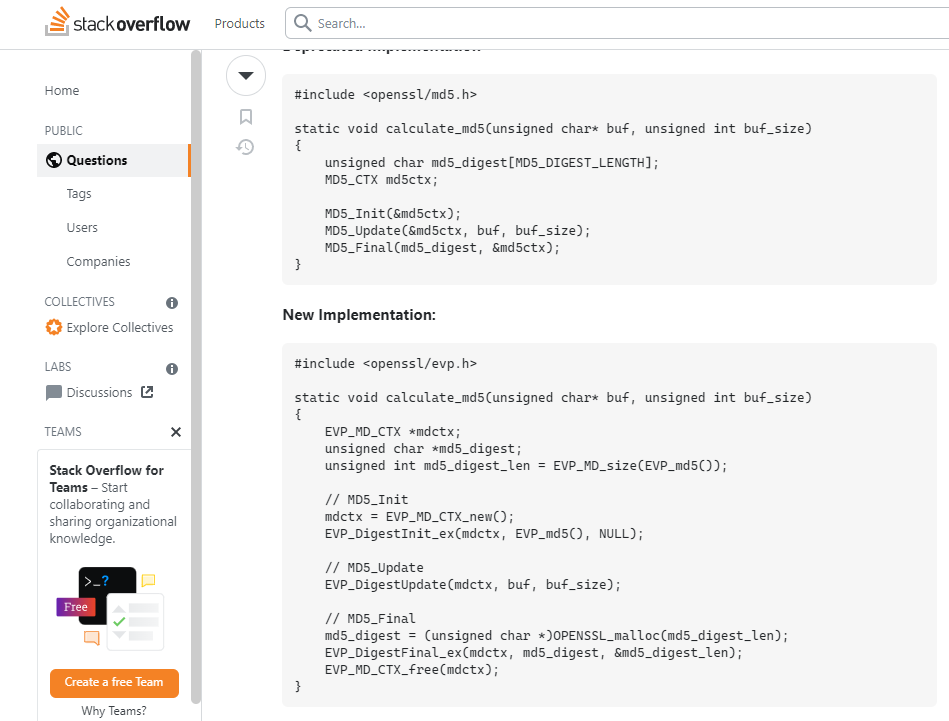 stackoverflow
Products
Search...
Home
PUBLIC
Questions
Tags
Users
Companies
COLLECTIVES
Explore Collectives
LABS
Discussions
TEAMS
Stack Overflow for
Teams – Start
collaborating and
sharing organizational
knowledge.
>_?
Free
Create a free Team
Why Teams?
Deprecated Implementation
#include <openssl/md5.h>
static void calculate_md5(unsigned char* buf, unsigned int buf_size)
{
    unsigned char md5_digest[MD5_DIGEST_LENGTH];
    MD5_CTX md5ctx;
    MD5_Init(&md5ctx);
    MD5_Update(&md5ctx, buf, buf_size);
    MD5_Final(md5_digest, &md5ctx);
}
New Implementation:
#include <openssl/evp.h>
static void calculate_md5(unsigned char* buf, unsigned int buf_size)
{
    EVP_MD_CTX *mdctx;
    unsigned char *md5_digest;
    unsigned int md5_digest_len = EVP_MD_size(EVP_md5());
    // MD5_Init
    mdctx = EVP_MD_CTX_new();
    EVP_DigestInit_ex(mdctx, EVP_md5(), NULL);
    // MD5_Update
    EVP_DigestUpdate(mdctx, buf, buf_size);
    // MD5_Final
    md5_digest = (unsigned char *)OPENSSL_malloc(md5_digest_len);
    EVP_DigestFinal_ex(mdctx, md5_digest, &md5_digest_len);
    EVP_MD_CTX_free(mdctx);
}